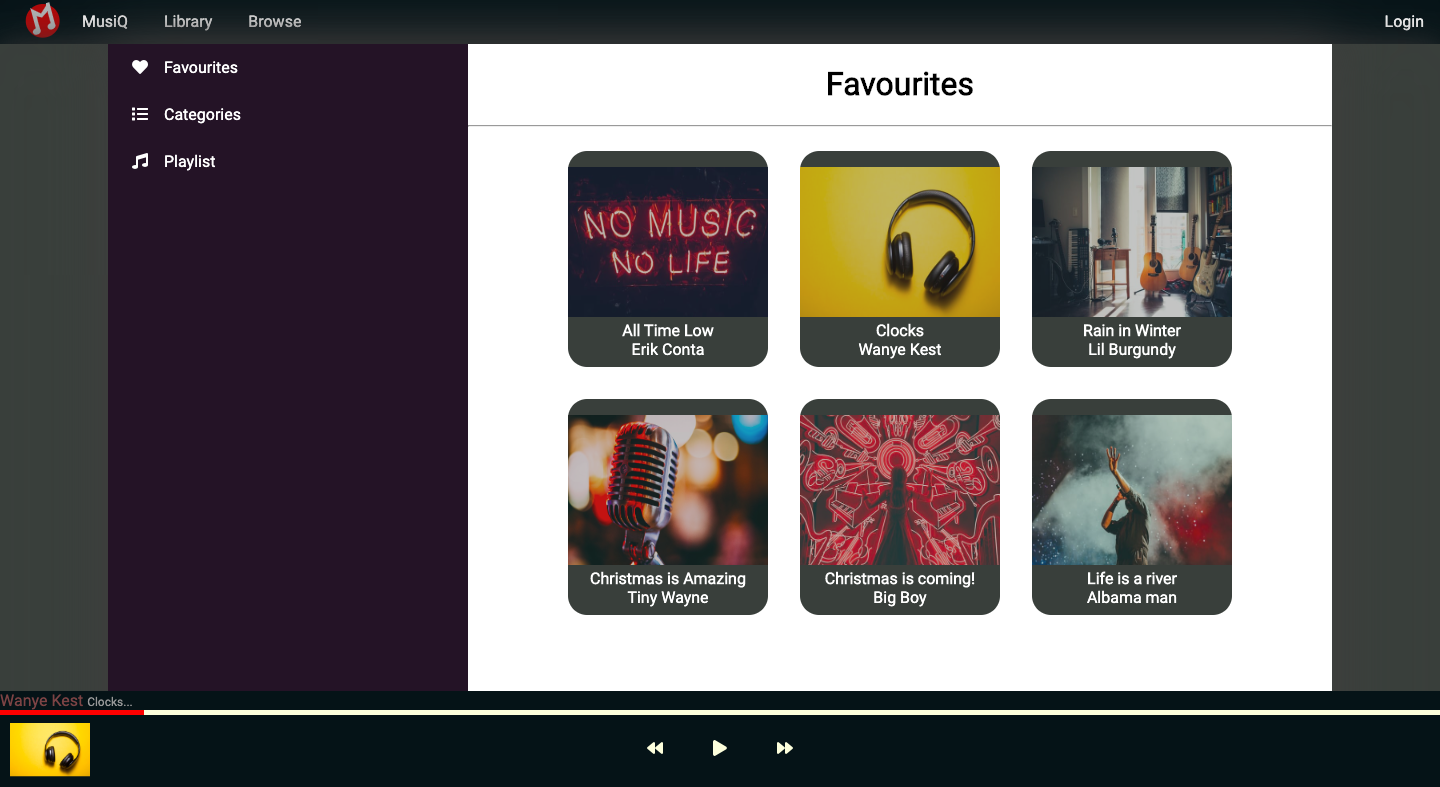 MusiQ Library Browse Login
Favourites
Categories
Playlist
Favourites
NO MUSIC
NO LIFE
All Time Low
Erik Conta
Clocks
Wanye Kest
Rain in Winter
Lil Burgundy
Christmas is Amazing
Tiny Wayne
Christmas is coming!
Big Boy
Life is a river
Albama man
Wanye Kest Clocks...